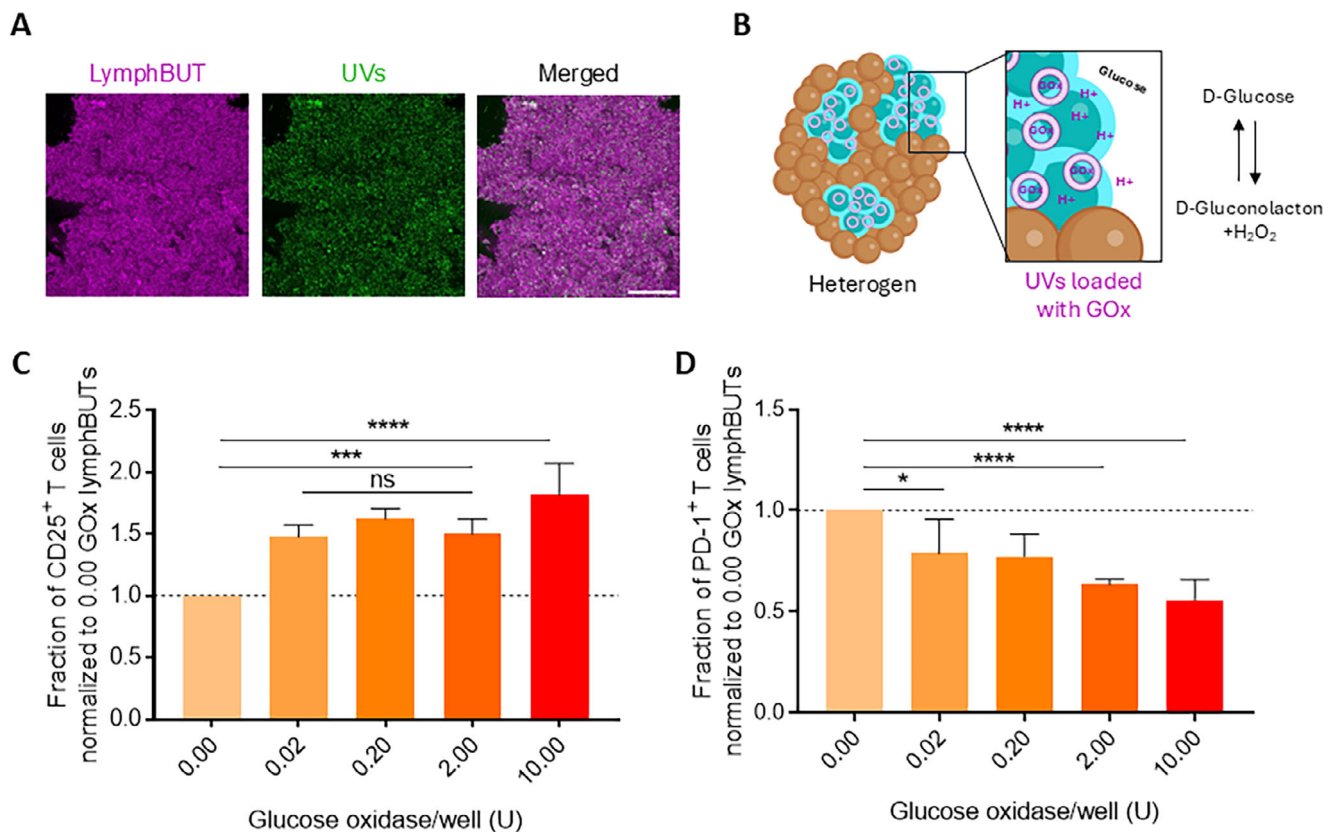 A
LymphBUT
UVs
Merged
B
Glucose
GOx
H+
H+
H+
GOx
H+
H+
GOx
H+
GOx
H+
Heterogen
UVs loaded
with GOx
D-Glucose
D-Gluconolacton
+H₂O₂
C
Fraction of CD25⁺ T cells
normalized to 0.00 GOx lymphBUTs
2.5
2.0
1.5
1.0
0.5
0.0
****
***
ns
0.00
0.02
0.20
2.00
10.00
Glucose oxidase/well (U)
D
Fraction of PD-1⁺ T cells
normalized to 0.00 GOx lymphBUTs
1.5
1.0
0.5
0.0
****
****
*
0.00
0.02
0.20
2.00
10.00
Glucose oxidase/well (U)